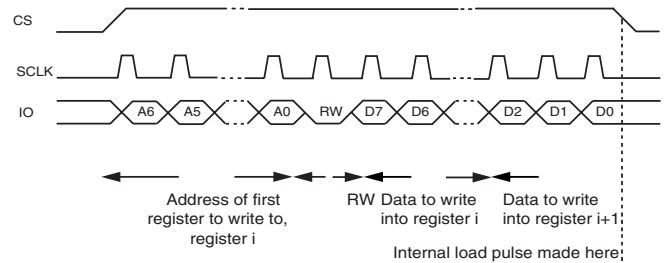 CS
SCLK
IO A6 A5 A0 RW D7 D6 D2 D1 D0
Address of first
register to write to,
register i
RW Data to write
into register i
Data to write
into register i+1
Internal load pulse made here